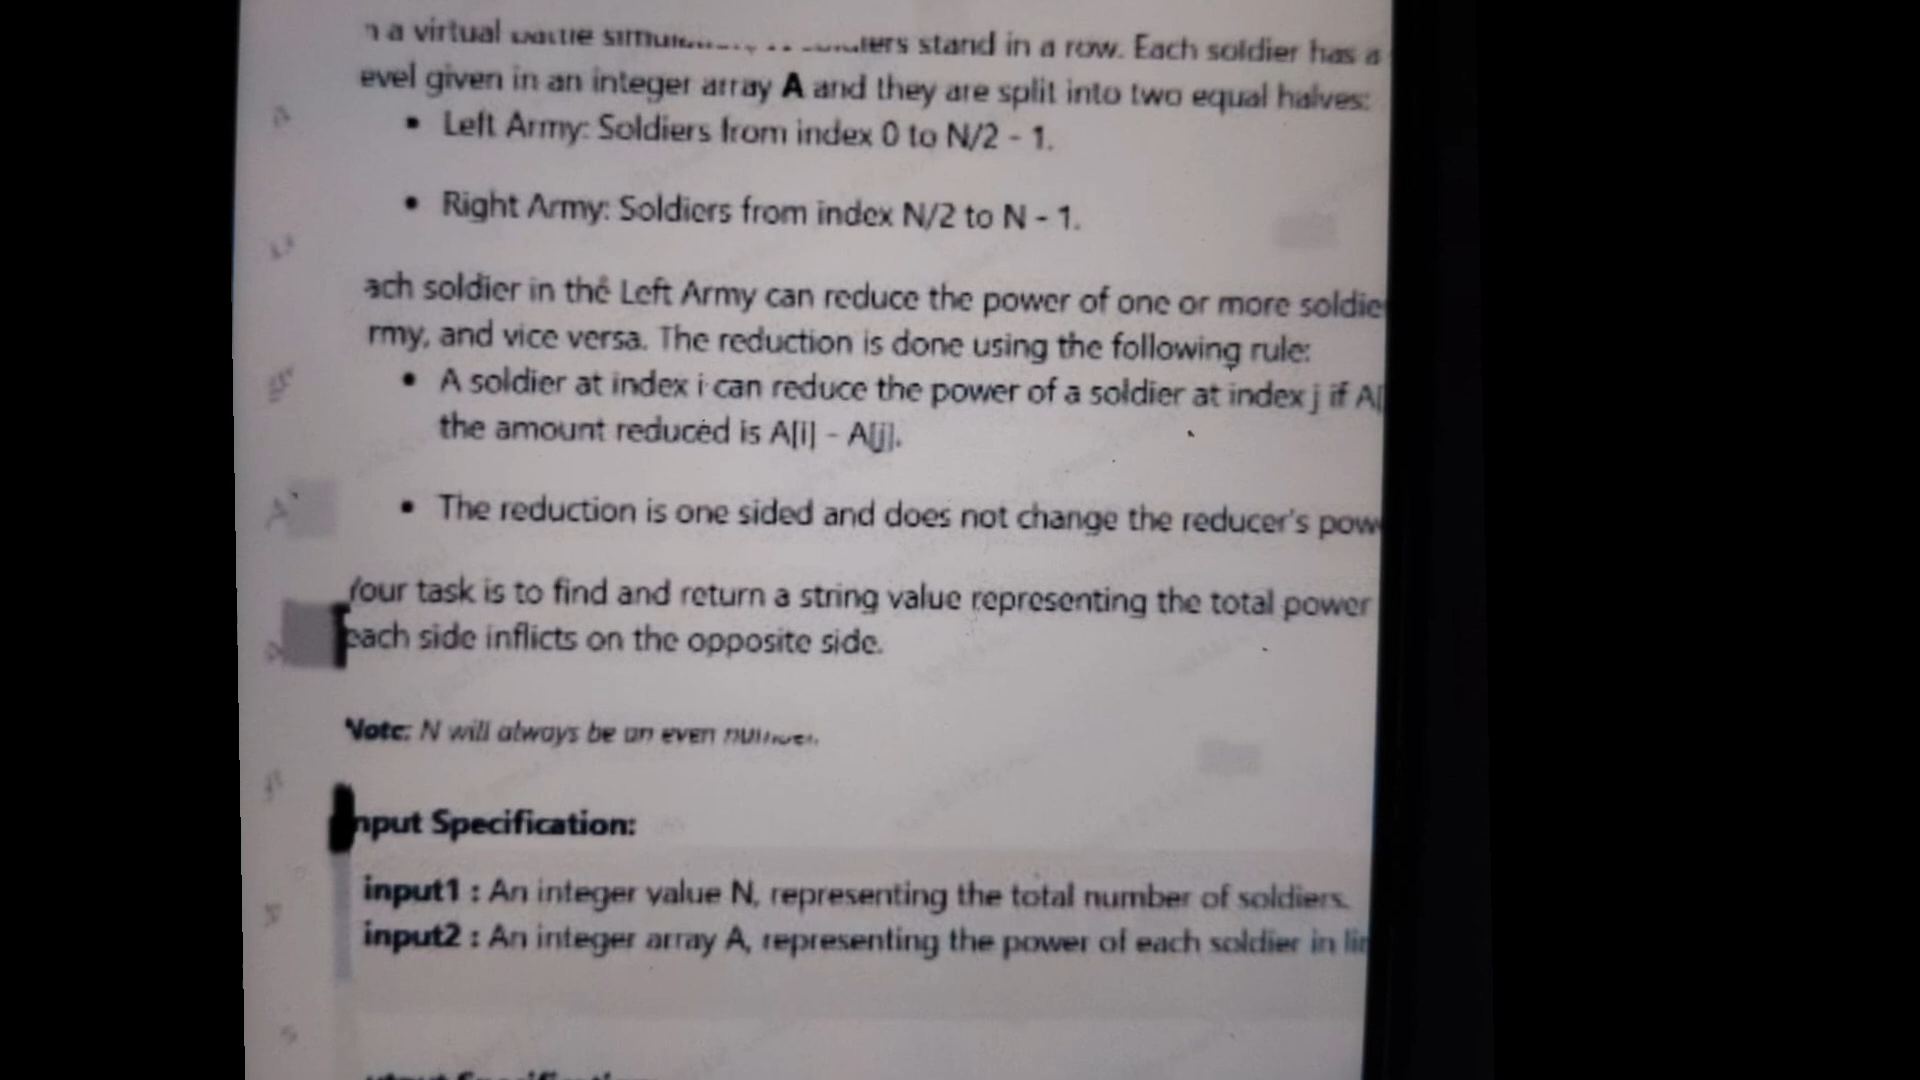 a virtual stand in a row. Each soldier has a
evel given in an integer array A and they are split into two equal halves:
• Left Army: Soldiers from index 0 to N/2 - 1.
• Right Army: Soldiers from index N/2 to N - 1.
ach soldier in the Left Army can reduce the power of one or more soldie
rmy, and vice versa. The reduction is done using the following rule:
• A soldier at index i can reduce the power of a soldier at index j if A[
the amount reduced is A[i] - A[j].
• The reduction is one sided and does not change the reducer's pow
Your task is to find and return a string value representing the total power
each side inflicts on the opposite side.
Note: N will always be an even
nput Specification:
input1 : An integer value N, representing the total number of soldiers.
input2 : An integer array A, representing the power of each soldier in lin